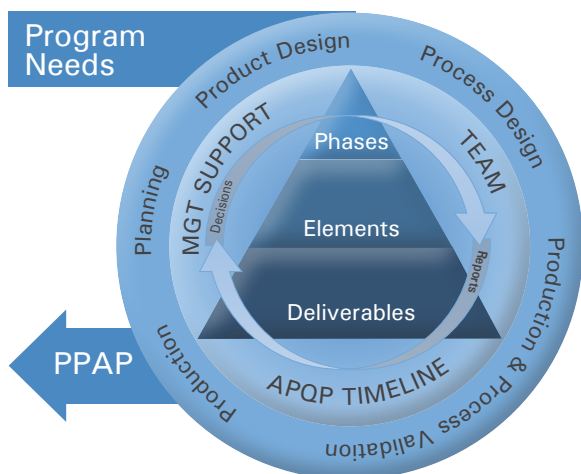 Program
Needs
Product Design
Process Design
MGT SUPPORT
TEAM
Phases
Decisions
Planning
Elements
Reports
Deliverables
Production & Process Validation
PPAP
Production
APQP TIMELINE